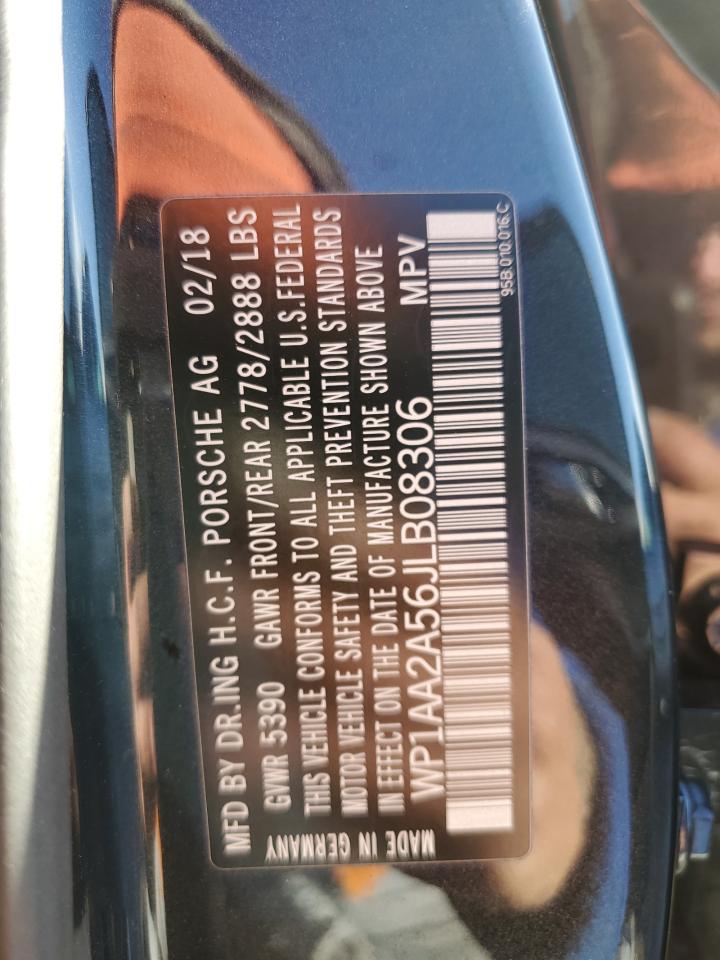 MFD BY DR.ING H.C.F. PORSCHE AG 02/18
GVWR 5390 GAWR FRONT/REAR 2778/2888 LBS
THIS VEHICLE CONFORMS TO ALL APPLICABLE U.S.FEDERAL
MOTOR VEHICLE SAFETY AND THEFT PREVENTION STANDARDS
IN EFFECT ON THE DATE OF MANUFACTURE SHOWN ABOVE
WP1AA2A56JLB08306 MPV
95B.010.016.C
MADE IN GERMANY